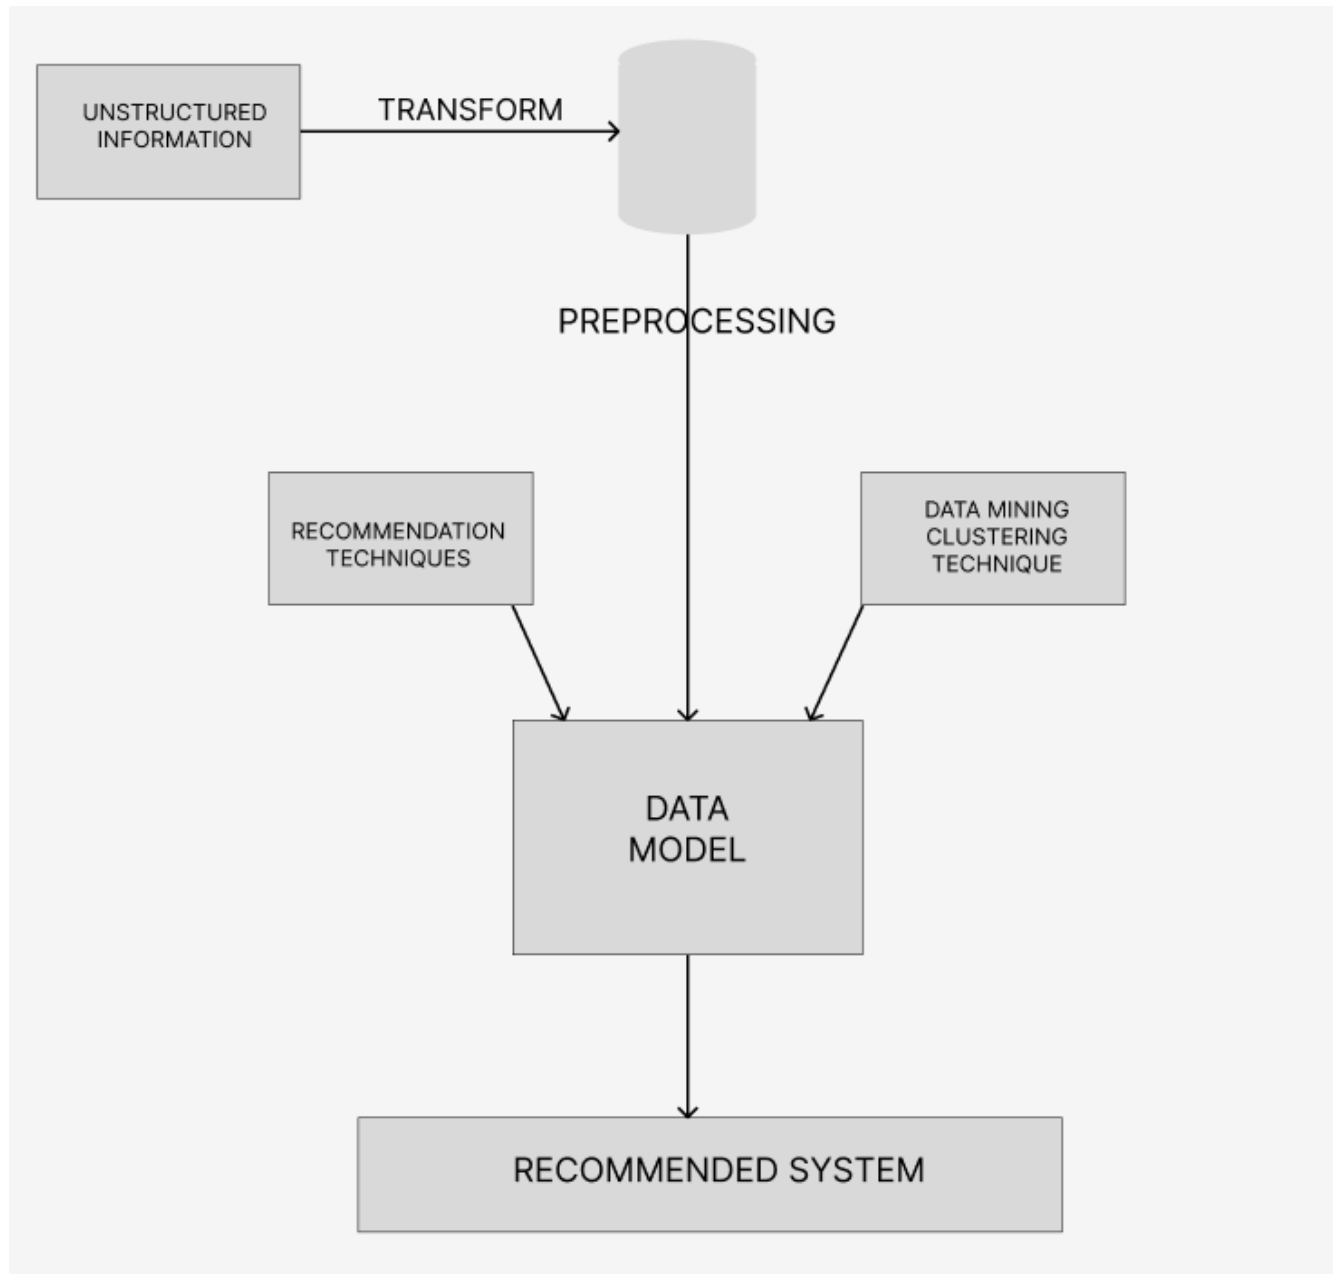 UNSTRUCTURED
INFORMATION
TRANSFORM
PREPROCESSING
RECOMMENDATION
TECHNIQUES
DATA MINING
CLUSTERING
TECHNIQUE
DATA
MODEL
RECOMMENDED SYSTEM